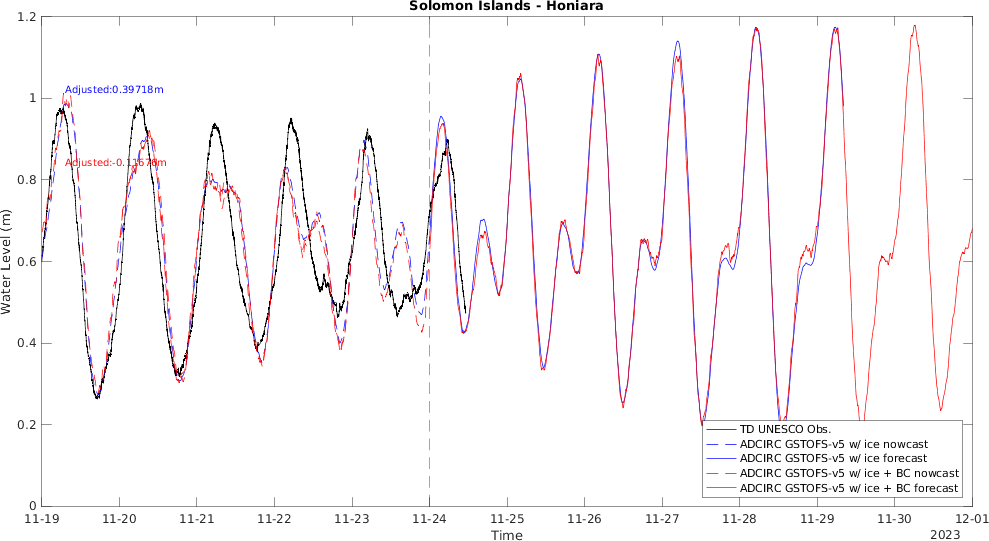 Solomon Islands - Honiara
1.2
1
0.8
0.6
0.4
0.2
0
Water Level (m)
Adjusted:0.39718m
TD UNESCO Obs.
ADCIRC GSTOFS-v5 w/ ice nowcast
ADCIRC GSTOFS-v5 w/ ice forecast
ADCIRC GSTOFS-v5 w/ ice + BC nowcast
ADCIRC GSTOFS-v5 w/ ice + BC forecast
11-19 11-20 11-21 11-22 11-23 11-24 11-25 11-26 11-27 11-28 11-29 11-30 12-01
Time
2023